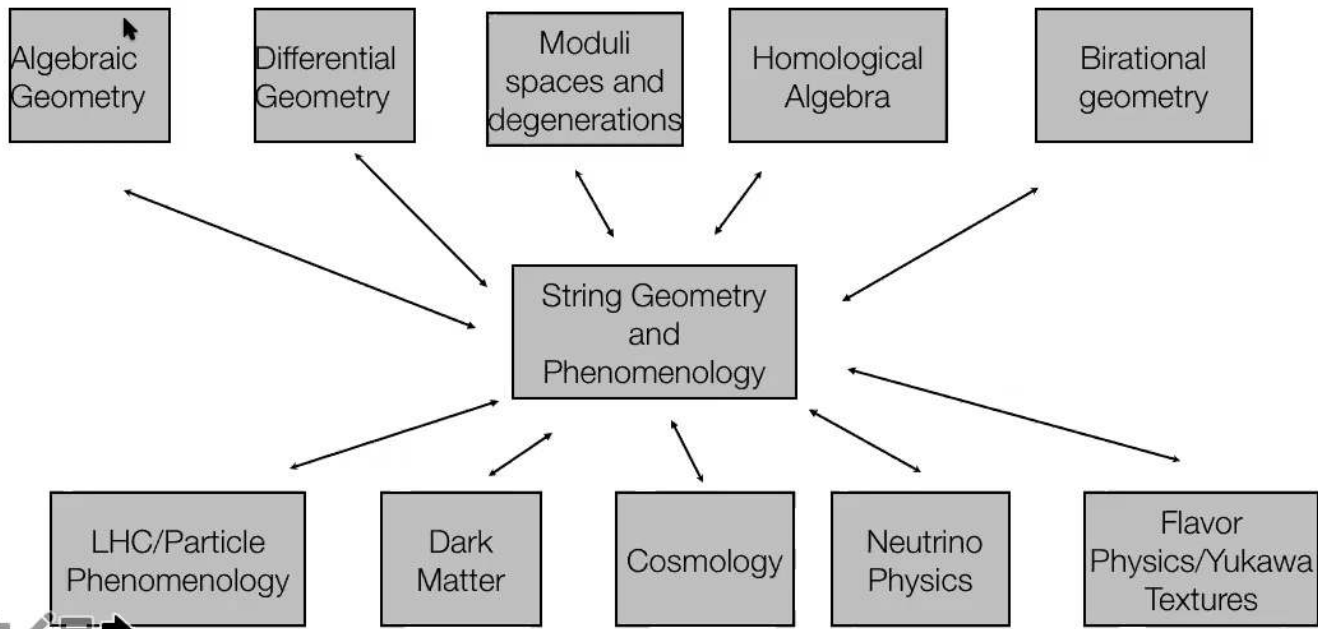 Algebraic
Geometry
Differential
Geometry
Moduli
spaces and
degenerations
Homological
Algebra
Birational
geometry
String Geometry
and
Phenomenology
LHC/Particle
Phenomenology
Dark
Matter
Cosmology
Neutrino
Physics
Flavor
Physics/Yukawa
Textures